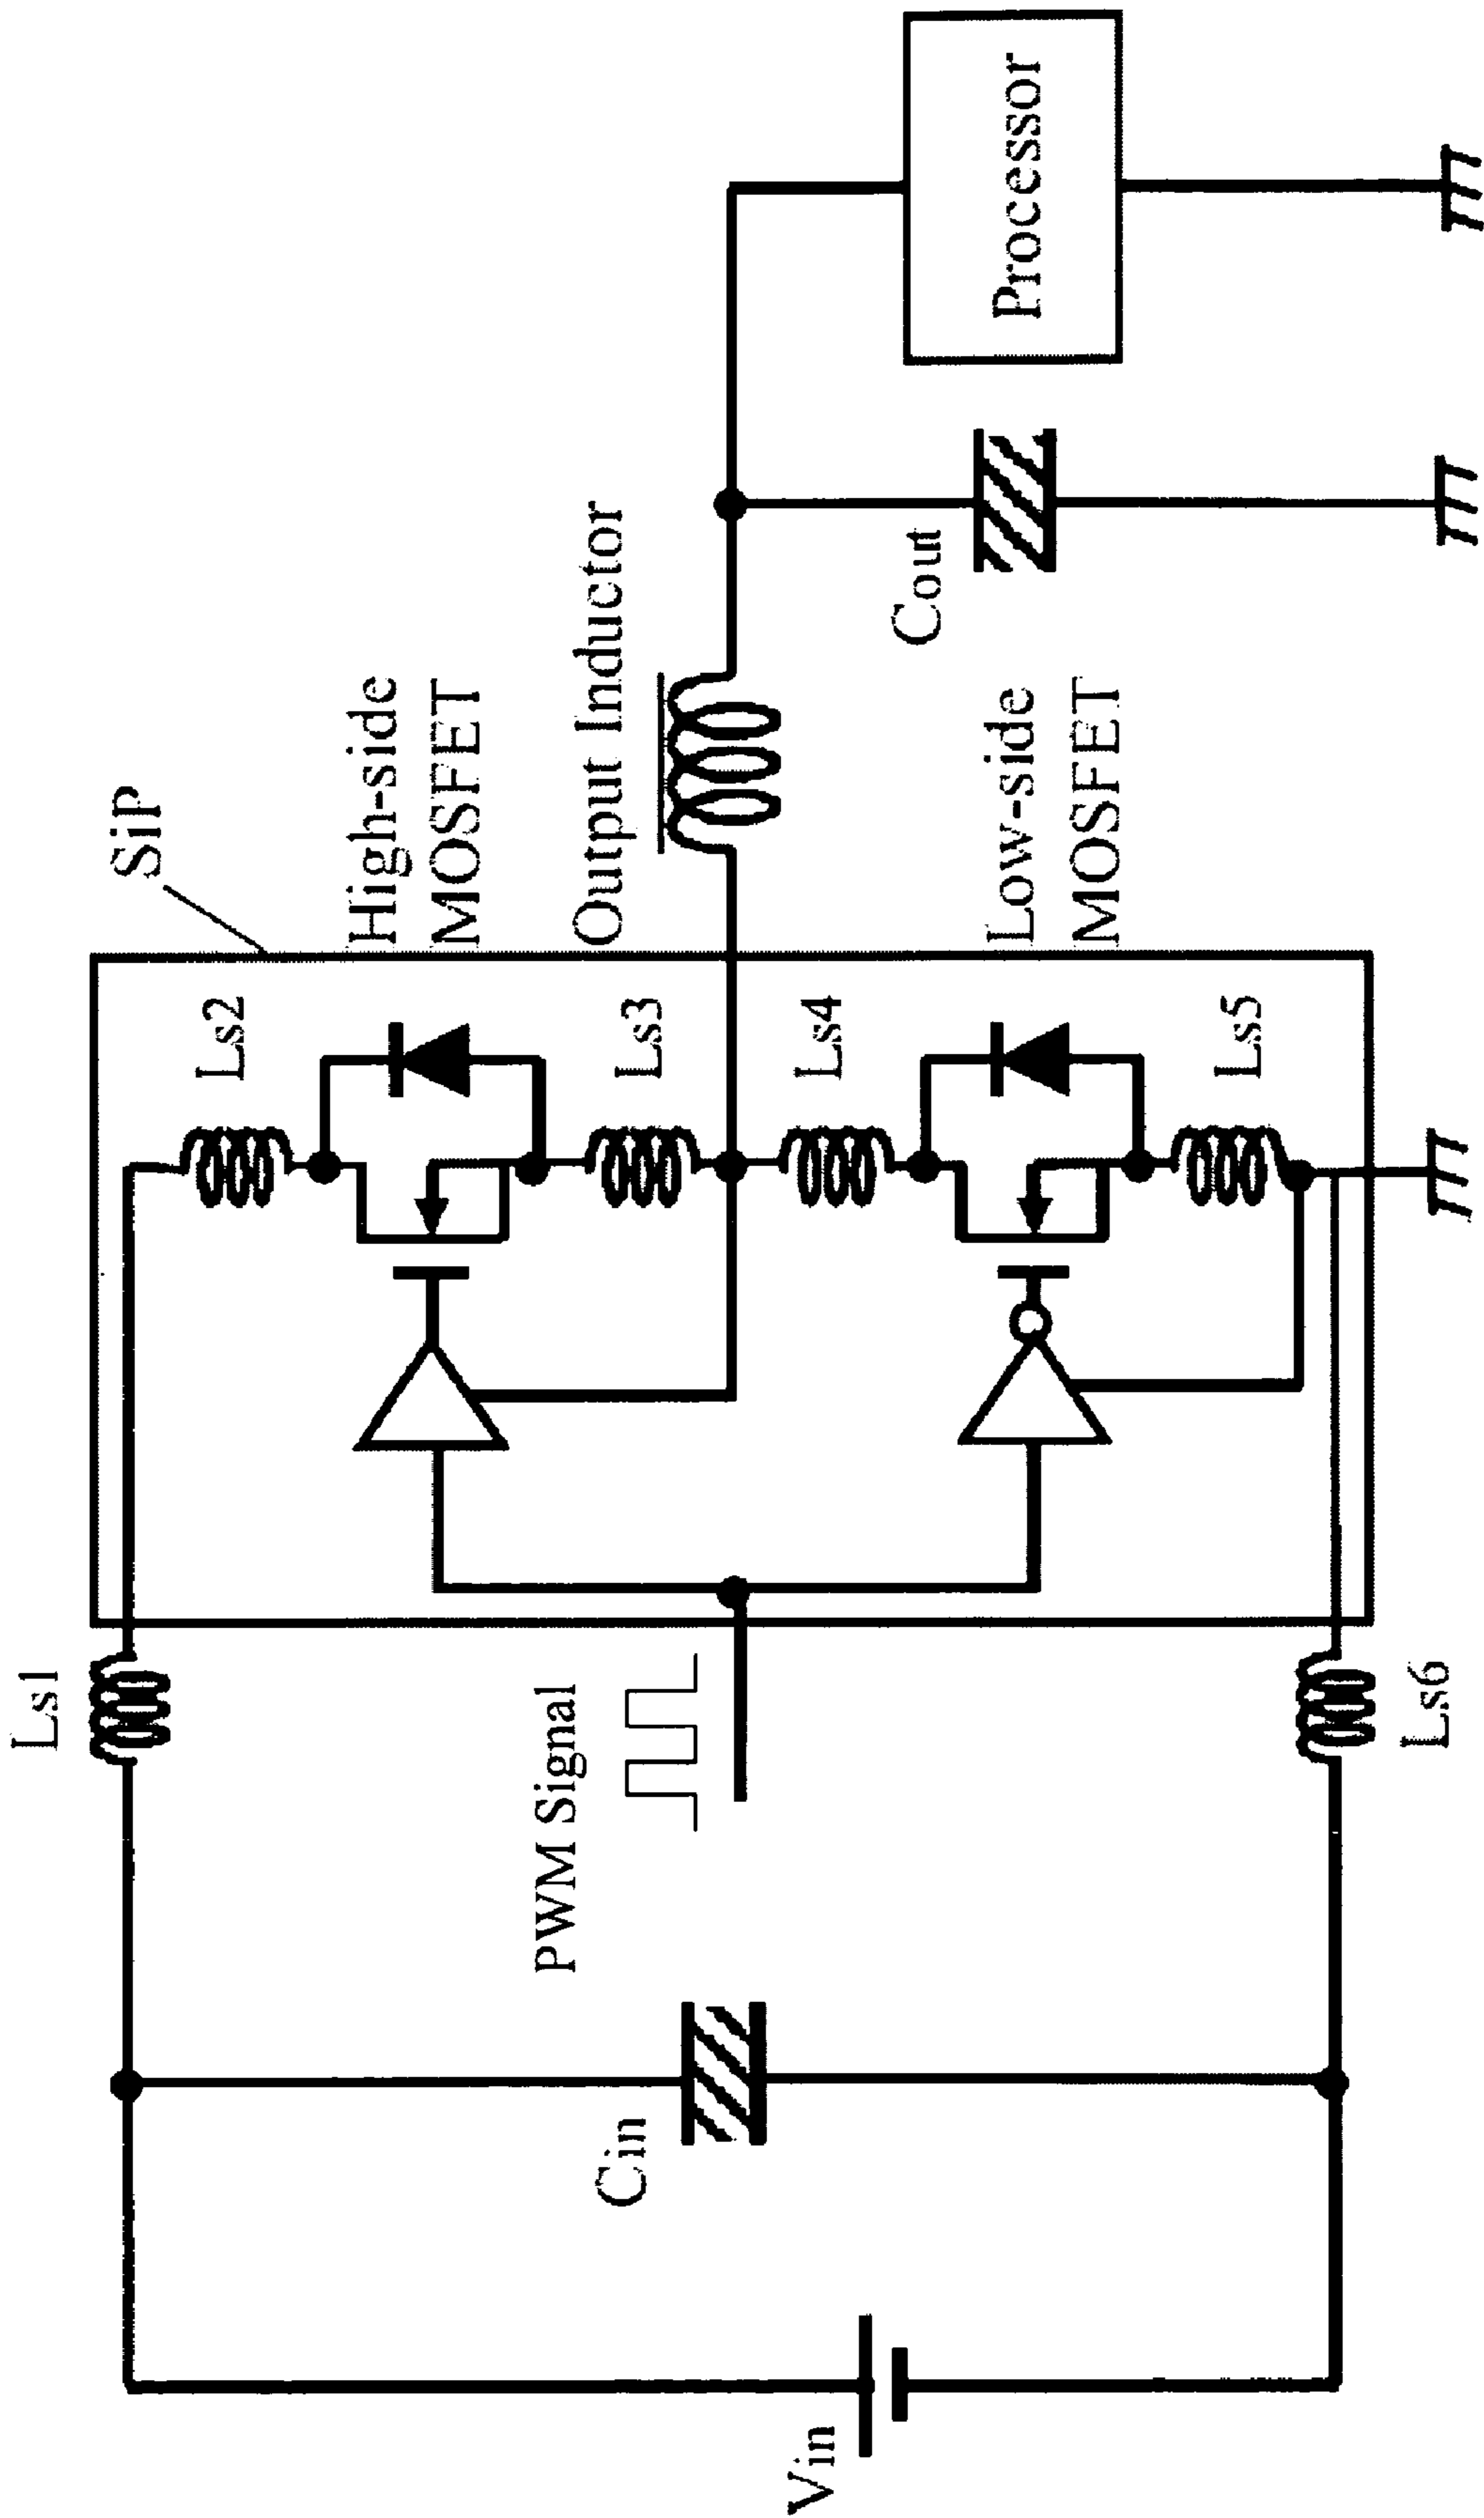 Vin
Cin
Ls1
PWM Signal
Ls6
SiP
Ls2
Ls3
Ls4
Ls5
High-side
MOSFET
Output Inductor
Low-side
MOSFET
Cout
Processor